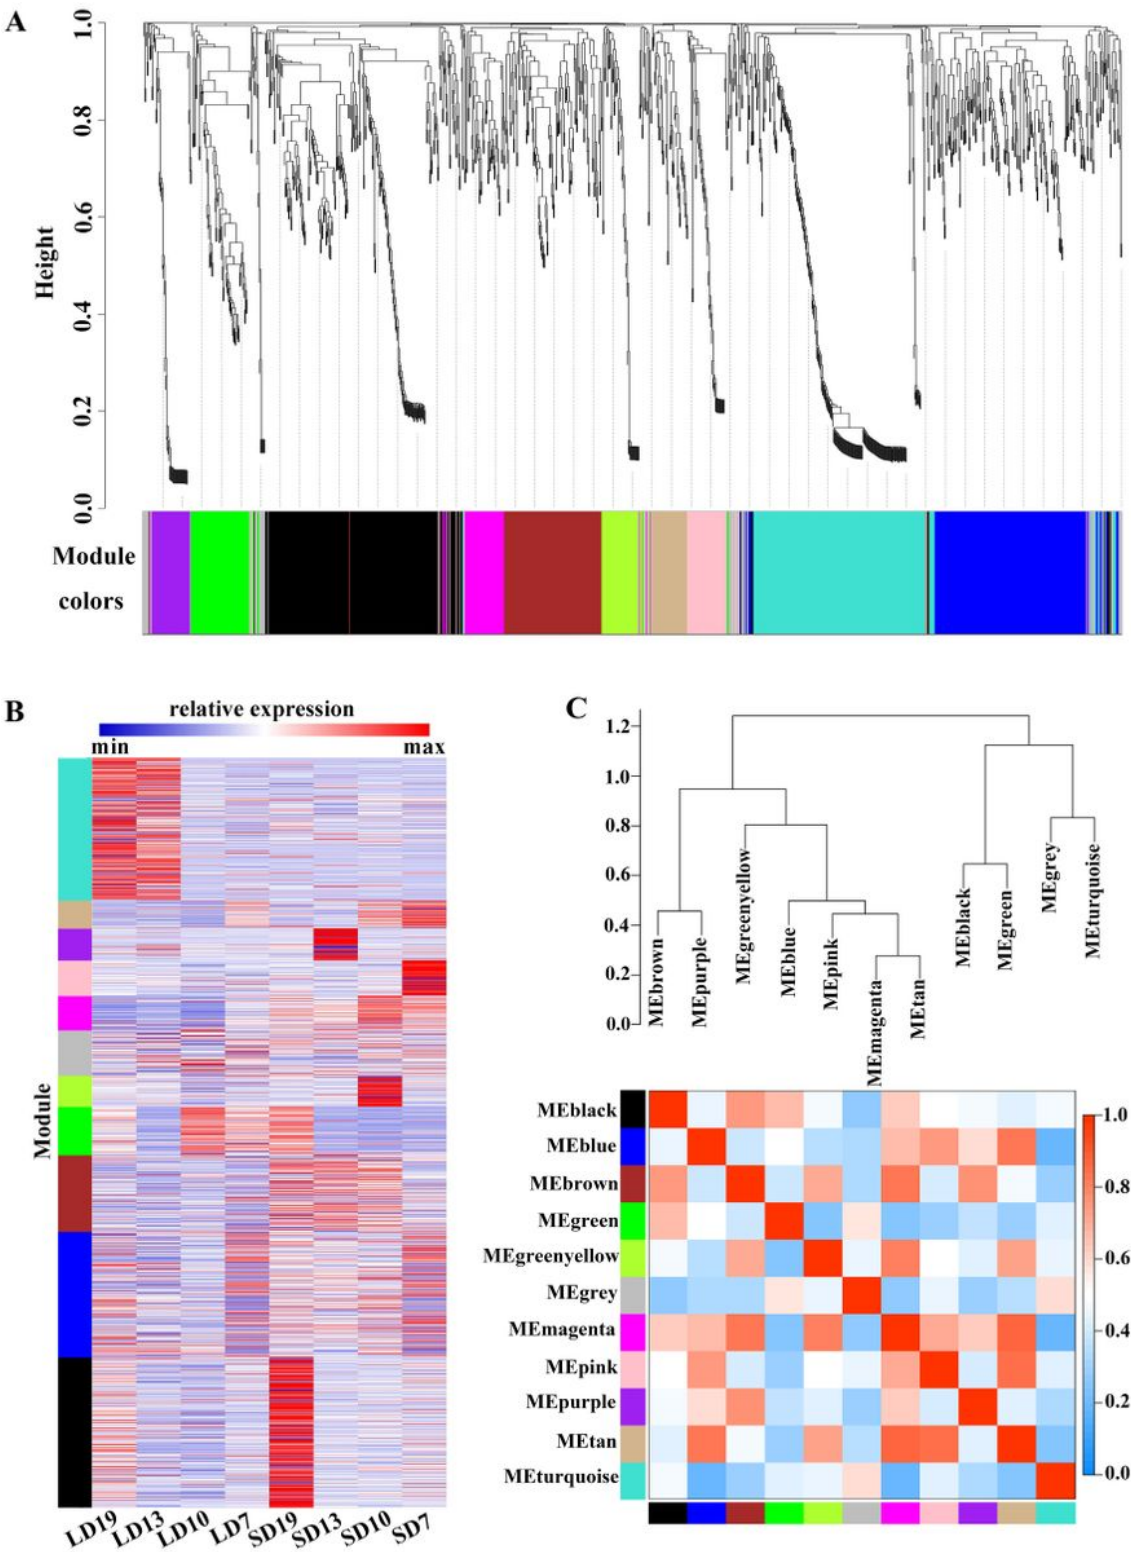 A
1.0
0.8
0.6
0.4
0.2
0.0
Height
Module
colors
B
relative expression
min max
Module
LD19 LD13 LD10 LD7 SD19 SD13 SD10 SD7
C
1.2
1.0
0.8
0.6
0.4
0.2
0.0
MEbrown
MEpurple
MEgreenyellow
MEblue
MEpink
MEmagenta
MEtan
MEblack
MEgreen
MEgrey
MEturquoise
MEblack
MEblue
MEbrown
MEgreen
MEgreenyellow
MEgrey
MEmagenta
MEpink
MEpurple
MEtan
MEturquoise
1.0
0.8
0.6
0.4
0.2
0.0